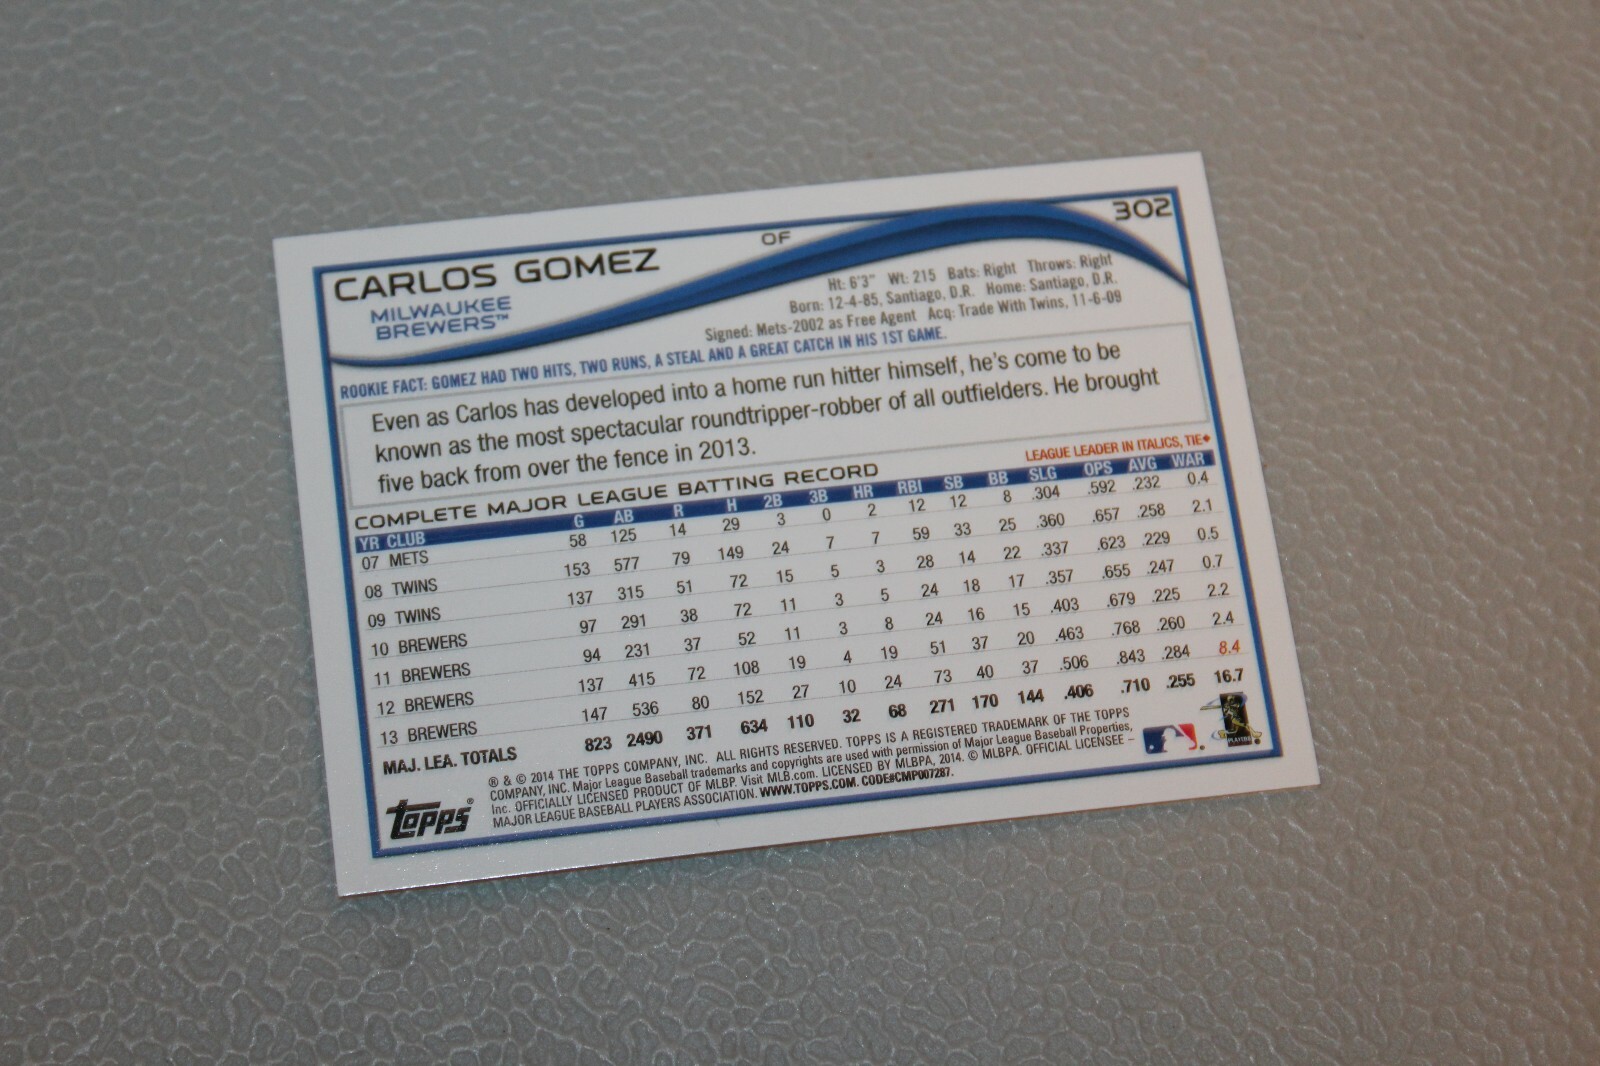 302
OF
CARLOS GOMEZ
MILWAUKEE
BREWERS™
Ht: 6'3" Wt: 215 Bats: Right Throws: Right
Born: 12-4-85, Santiago, D.R. Home: Santiago, D.R.
Signed: Mets-2002 as Free Agent Acq: Trade With Twins, 11-6-09
ROOKIE FACT: GOMEZ HAD TWO HITS, TWO RUNS, A STEAL AND A GREAT CATCH IN HIS 1ST GAME.
Even as Carlos has developed into a home run hitter himself, he's come to be
known as the most spectacular roundtripper-robber of all outfielders. He brought
five back from over the fence in 2013.
COMPLETE MAJOR LEAGUE BATTING RECORD
LEAGUE LEADER IN ITALICS, TIE♦
YR CLUB G AB R H 2B 3B HR RBI SB BB SLG OPS AVG WAR
07 METS 58 125 14 29 3 0 2 12 12 8 .304 .592 .232 0.4
08 TWINS 153 577 79 149 24 7 7 59 33 25 .360 .657 .258 2.1
09 TWINS 137 315 51 72 15 5 3 28 14 22 .337 .623 .229 0.5
10 BREWERS 97 291 38 72 11 3 5 24 18 17 .357 .655 .247 0.7
11 BREWERS 94 231 37 52 11 3 8 24 16 15 .403 .679 .225 2.2
12 BREWERS 137 415 72 108 19 4 19 51 37 20 .463 .768 .260 2.4
13 BREWERS 147 536 80 152 27 10 24 73 40 37 .506 .843 .284 8.4
MAJ. LEA. TOTALS 823 2490 371 634 110 32 68 271 170 144 .406 .710 .255 16.7
topps®
® & © 2014 THE TOPPS COMPANY, INC. ALL RIGHTS RESERVED. TOPPS IS A REGISTERED TRADEMARK OF THE TOPPS
COMPANY, INC. Major League Baseball trademarks and copyrights are used with permission of Major League Baseball Properties,
Inc. OFFICIALLY LICENSED PRODUCT OF MLBP. Visit MLB.com. LICENSED BY MLBPA, 2014. © MLBPA. OFFICIAL LICENSEE –
MAJOR LEAGUE BASEBALL PLAYERS ASSOCIATION. WWW.TOPPS.COM. CODE#CMP007287.
PLAYERS